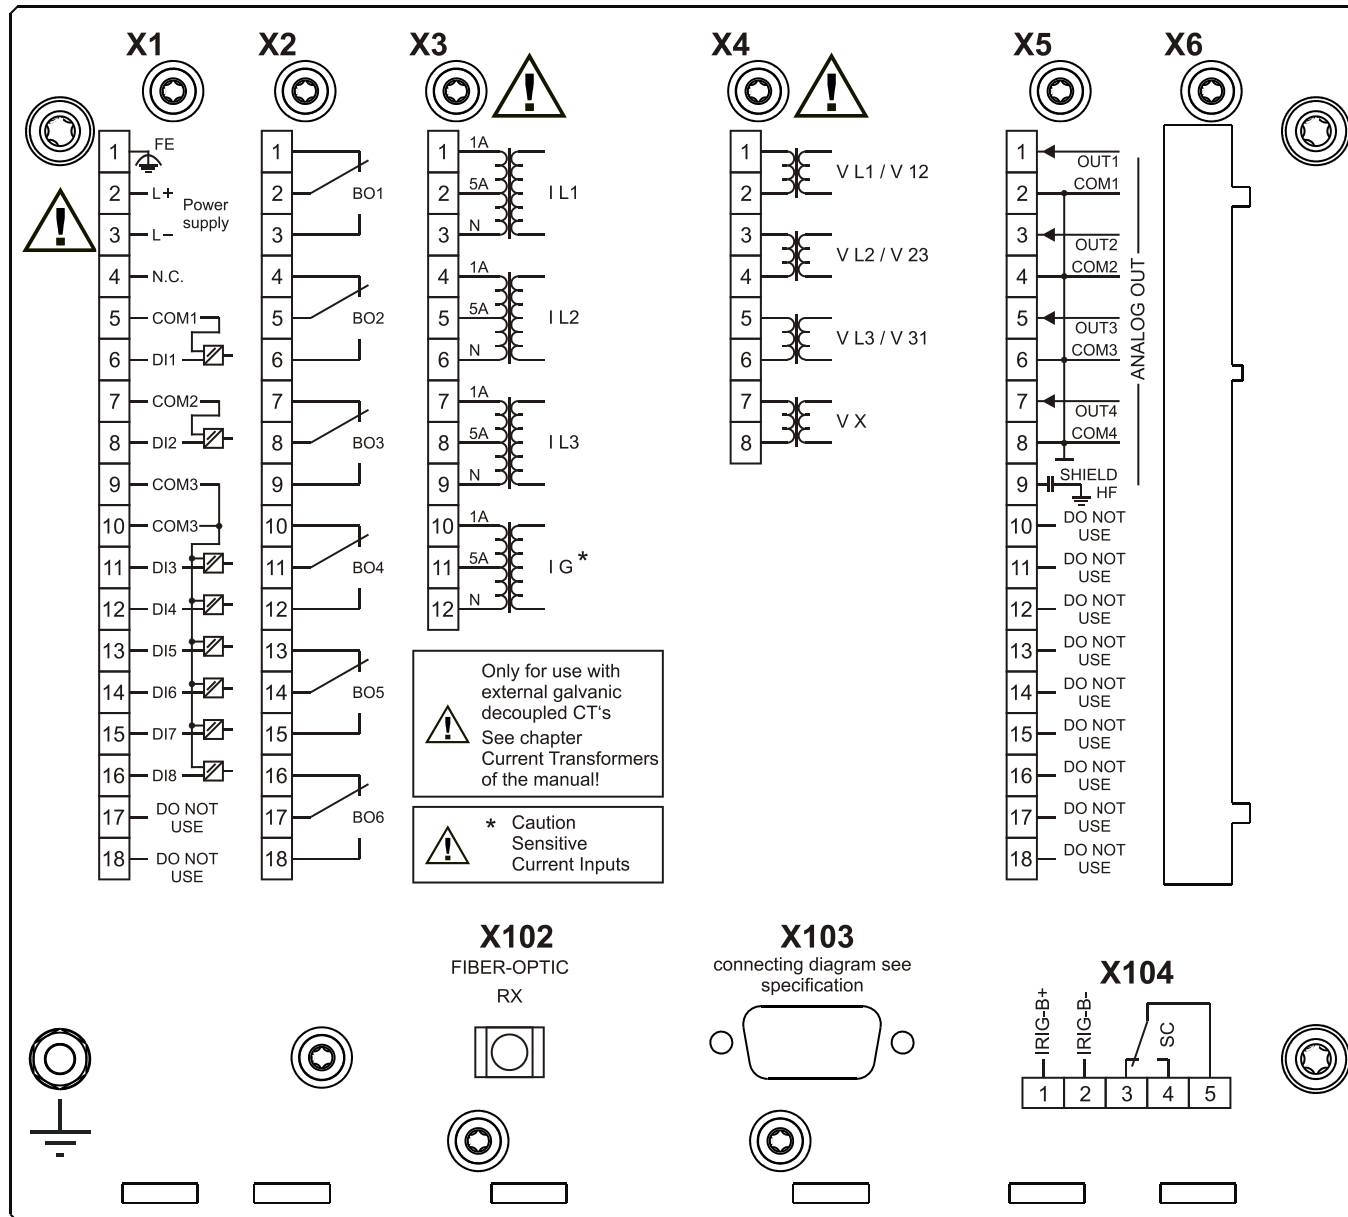 X1
X2
X3
X4
X5
X6
1 FE
2 L+
Power
supply
3 L−
4 N.C.
5 COM1
6 DI1
7 COM2
8 DI2
9 COM3
10 COM3
11 DI3
12 DI4
13 DI5
14 DI6
15 DI7
16 DI8
17 DO NOT
USE
18 DO NOT
USE
1
2 BO1
3
4
5 BO2
6
7
8 BO3
9
10
11 BO4
12
13
14 BO5
15
16
17 BO6
18
!
!
!
1 1A
2 5A I L1
3 N
4 1A
5 5A I L2
6 N
7 1A
8 5A I L3
9 N
10 1A
11 5A I G *
12 N
! Only for use with
external galvanic
decoupled CT‘s
See chapter
Current Transformers
of the manual!
! * Caution
Sensitive
Current Inputs
1
V L1 / V 12
2
3
V L2 / V 23
4
5
V L3 / V 31
6
7
V X
8
1 OUT1
2 COM1
3 OUT2
4 COM2
5 OUT3
6 COM3
7 OUT4
8 COM4
ANALOG OUT
9 SHIELD
HF
10 DO NOT
USE
11 DO NOT
USE
12 DO NOT
USE
13 DO NOT
USE
14 DO NOT
USE
15 DO NOT
USE
16 DO NOT
USE
17 DO NOT
USE
18 DO NOT
USE
X102
FIBER-OPTIC
RX
X103
connecting diagram see
specification
X104
IRIG-B+
IRIG-B-
SC
1 2 3 4 5